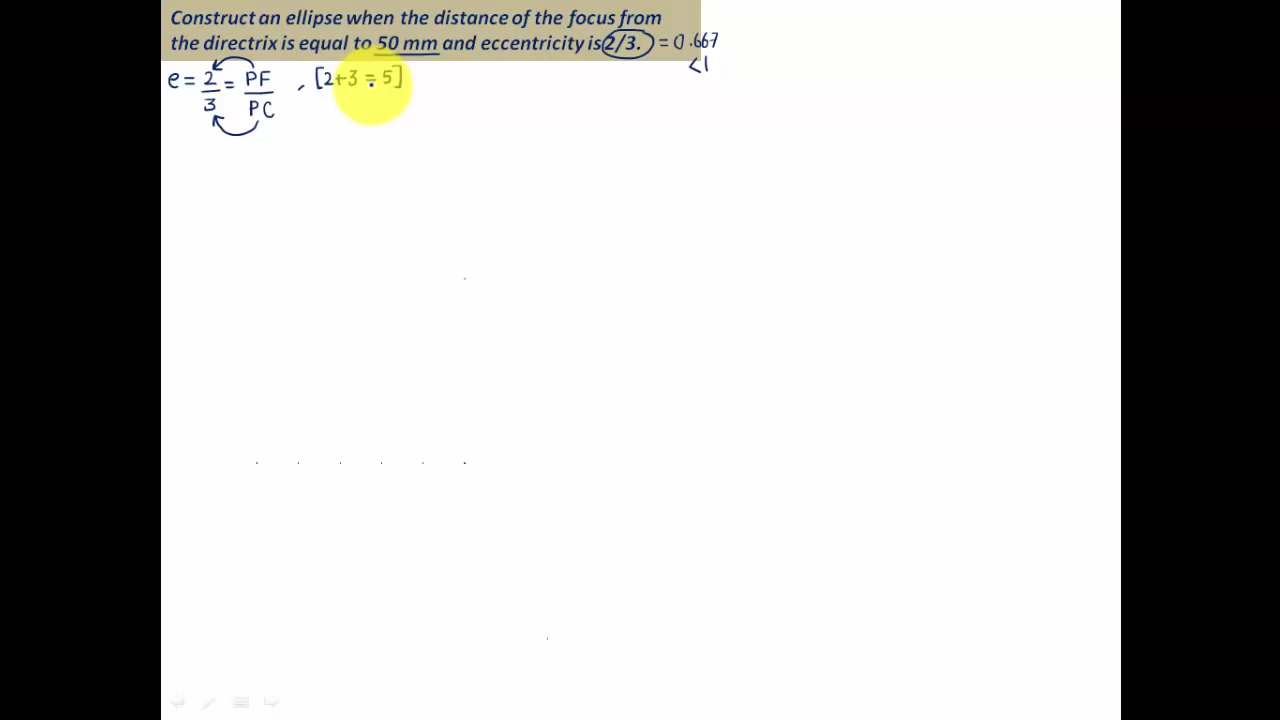 Construct an ellipse when the distance of the focus from
the directrix is equal to 50 mm and eccentricity is 2/3. = 0.667
<1
e = 2/3 = PF/PC , [2+3 = 5]